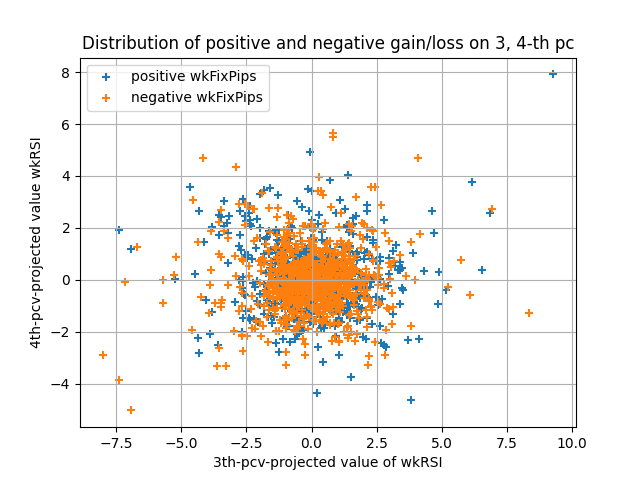 Distribution of positive and negative gain/loss on 3, 4-th pc
positive wkFixPips
negative wkFixPips
4th-pcv-projected value wkRSI
8
6
4
2
0
−2
−4
−7.5 −5.0 −2.5 0.0 2.5 5.0 7.5 10.0
3th-pcv-projected value of wkRSI